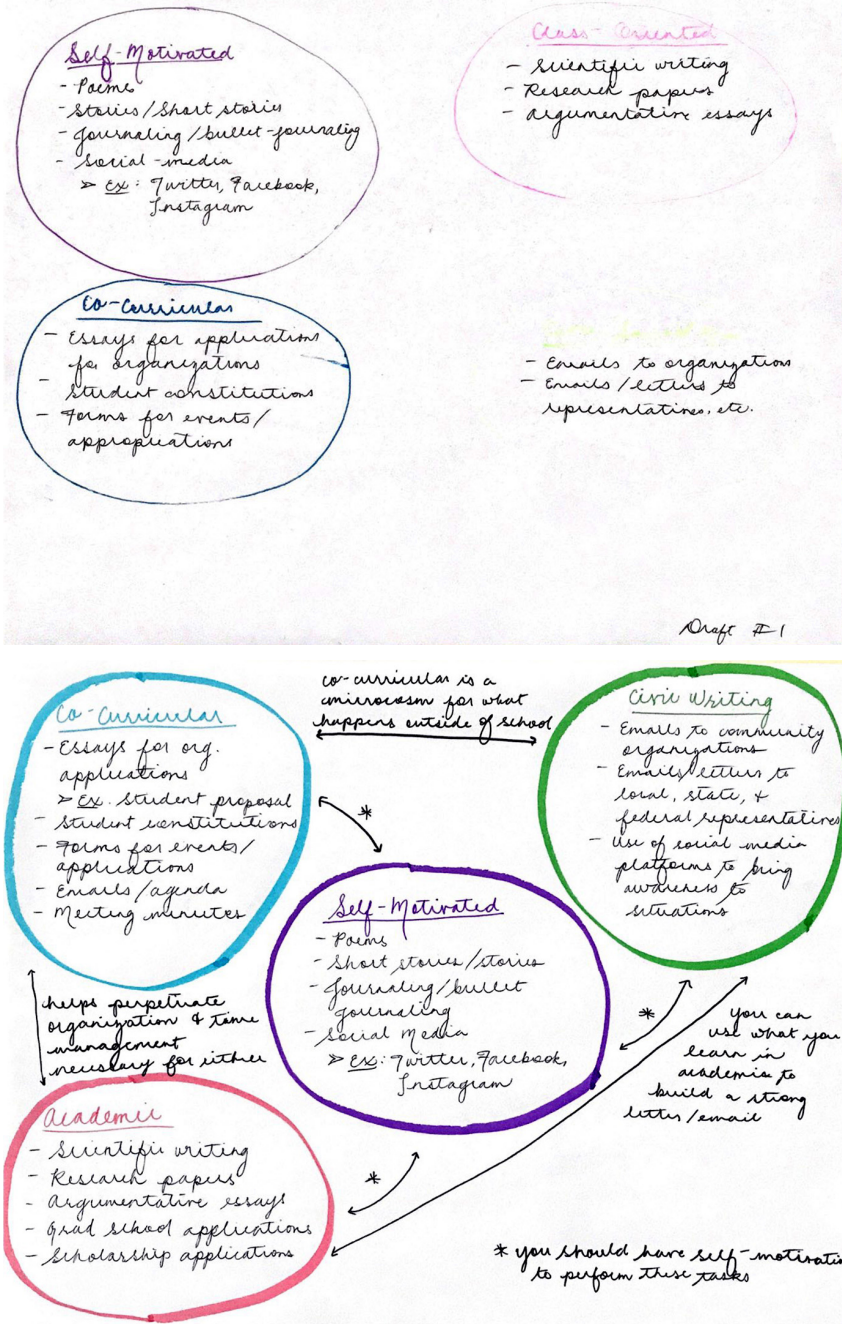 Self-Motivated
- Poems
- Stories/Short stories
- Journaling/bullet-journaling
- Social-media
> Ex: Twitter, Facebook,
Instagram
Class-Oriented
- Scientific writing
- Research papers
- Argumentative essays
Co-Curricular
- Essays for applications
for organizations
- Student constitutions
- Forms for events/
appropriations
- Emails to organizations
- Emails/letters to
representatives, etc.
Draft #1
Co-Curricular
- Essays for org.
applications
> Ex. Student proposal
- Student constitutions
- Forms for events/
applications
- Emails/agenda
- Meeting minutes
co-curricular is a
microcosm for what
happens outside of school
Civic Writing
- Emails to community
organizations
- Emails/letters to
local, state, &
federal representatives
- Use of social media
platforms to bring
awareness to
situations
*
Self-Motivated
- Poems
- Short stories/stories
- Journaling/bullet
journaling
- Social Media
> Ex: Twitter, Facebook,
Instagram
helps perpetrate
organization & time
management
necessary for either
*
you can
use what you
learn in
academic to
build a strong
letter/email
Academic
- Scientific writing
- Research papers
- Argumentative essays
- Grad school applications
- Scholarship applications
*
* you should have self-motivation
to perform these tasks